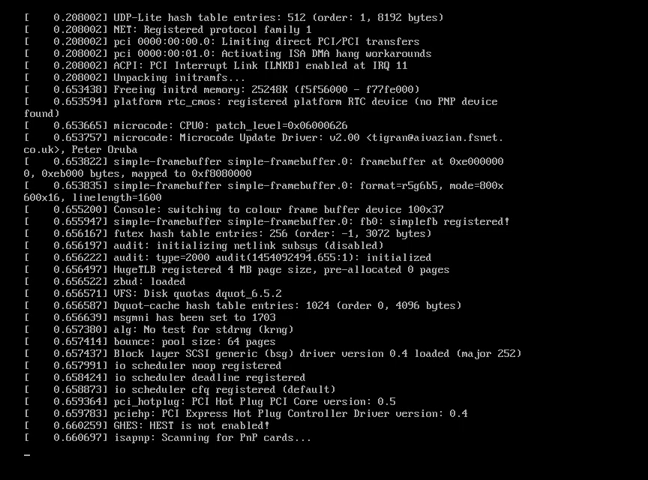 [    0.208002] UDP-Lite hash table entries: 512 (order: 1, 8192 bytes)
[    0.208002] NET: Registered protocol family 1
[    0.208002] pci 0000:00:00.0: Limiting direct PCI/PCI transfers
[    0.208002] pci 0000:00:01.0: Activating ISA DMA hang workarounds
[    0.208002] ACPI: PCI Interrupt Link [LNKB] enabled at IRQ 11
[    0.208002] Unpacking initramfs...
[    0.653438] Freeing initrd memory: 25248K (f5f56000 - f77fe000)
[    0.653594] platform rtc_cmos: registered platform RTC device (no PNP device
found)
[    0.653665] microcode: CPU0: patch_level=0x06000626
[    0.653757] microcode: Microcode Update Driver: v2.00 <tigran@aivazian.fsnet.
co.uk>, Peter Oruba
[    0.653822] simple-framebuffer simple-framebuffer.0: framebuffer at 0xe000000
0, 0xeb000 bytes, mapped to 0xf8080000
[    0.653835] simple-framebuffer simple-framebuffer.0: format=r5g6b5, mode=800x
600x16, linelength=1600
[    0.655200] Console: switching to colour frame buffer device 100x37
[    0.655947] simple-framebuffer simple-framebuffer.0: fb0: simplefb registered!
[    0.656167] futex hash table entries: 256 (order: -1, 3072 bytes)
[    0.656197] audit: initializing netlink subsys (disabled)
[    0.656222] audit: type=2000 audit(1454092494.655:1): initialized
[    0.656497] HugeTLB registered 4 MB page size, pre-allocated 0 pages
[    0.656522] zbud: loaded
[    0.656571] VFS: Disk quotas dquot_6.5.2
[    0.656587] Dquot-cache hash table entries: 1024 (order 0, 4096 bytes)
[    0.656639] msgmni has been set to 1703
[    0.657380] alg: No test for stdrng (krng)
[    0.657414] bounce: pool size: 64 pages
[    0.657437] Block layer SCSI generic (bsg) driver version 0.4 loaded (major 252)
[    0.657991] io scheduler noop registered
[    0.658424] io scheduler deadline registered
[    0.658873] io scheduler cfq registered (default)
[    0.659364] pci_hotplug: PCI Hot Plug PCI Core version: 0.5
[    0.659783] pciehp: PCI Express Hot Plug Controller Driver version: 0.4
[    0.660259] GHES: HEST is not enabled!
[    0.660697] isapnp: Scanning for PnP cards...
_